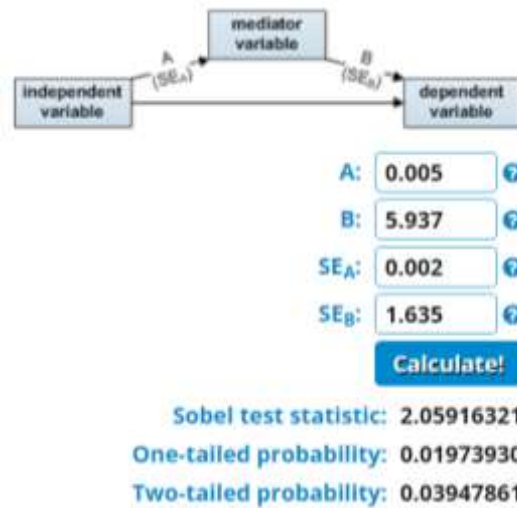 mediator
variable
A
(SEA)
B
(SEB)
independent
variable
dependent
variable
A: 0.005 ?
B: 5.937 ?
SEA: 0.002 ?
SEB: 1.635 ?
Calculate!
Sobel test statistic: 2.05916321
One-tailed probability: 0.01973930
Two-tailed probability: 0.03947861